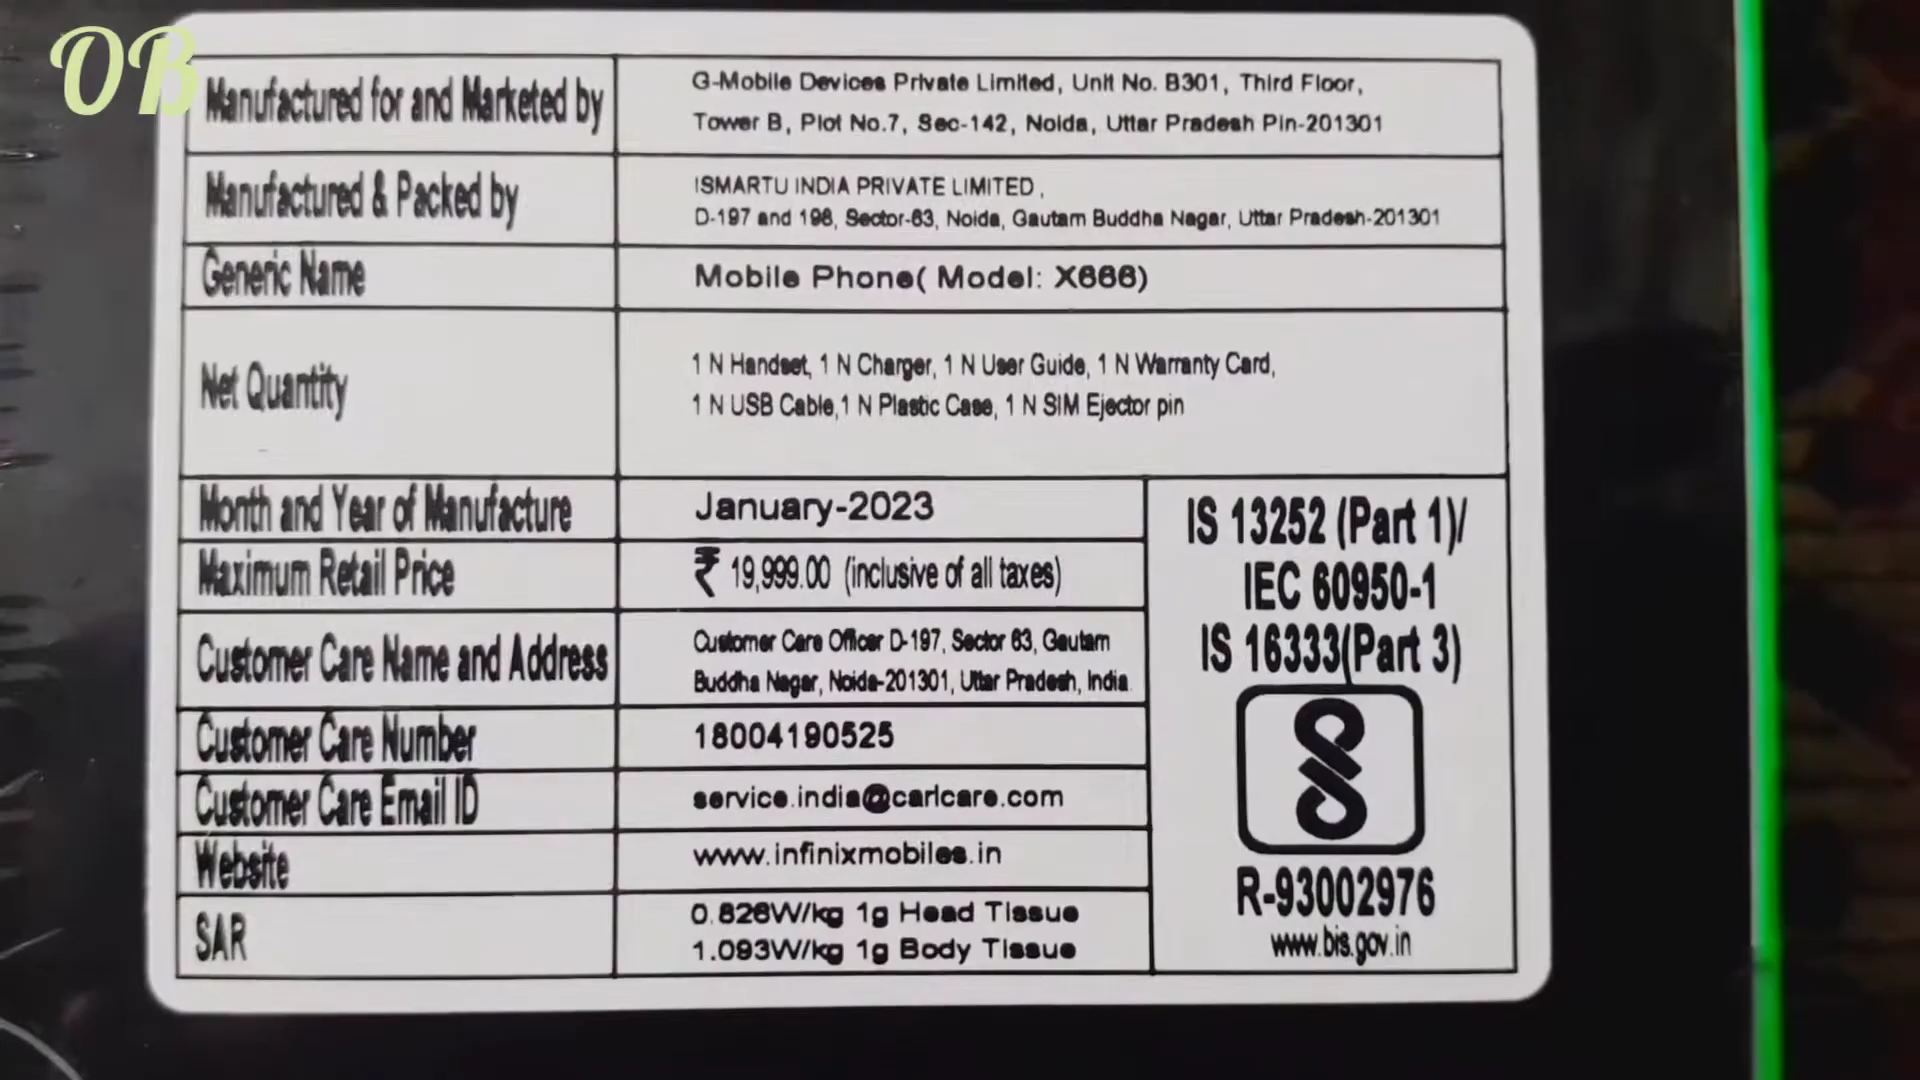 OB
Manufactured for and Marketed by
G-Mobile Devices Private Limited, Unit No. B301, Third Floor,
Tower B, Plot No.7, Sec-142, Noida, Uttar Pradesh Pin-201301
Manufactured & Packed by
ISMARTU INDIA PRIVATE LIMITED,
D-197 and 198, Sector-63, Noida, Gautam Buddha Nagar, Uttar Pradesh-201301
Generic Name
Mobile Phone( Model: X666)
Net Quantity
1 N Handset, 1 N Charger, 1 N User Guide, 1 N Warranty Card,
1 N USB Cable,1 N Plastic Case, 1 N SIM Ejector pin
Month and Year of Manufacture
January-2023
Maximum Retail Price
₹ 19,999.00 (inclusive of all taxes)
Customer Care Name and Address
Customer Care Officer D-197, Sector 63, Gautam
Buddha Nagar, Noida-201301, Uttar Pradesh, India
Customer Care Number
18004190525
Customer Care Email ID
service.india@carlcare.com
Website
www.infinixmobiles.in
SAR
0.826W/kg 1g Head Tissue
1.093W/kg 1g Body Tissue
IS 13252 (Part 1)/
IEC 60950-1
IS 16333(Part 3)
R-93002976
www.bis.gov.in